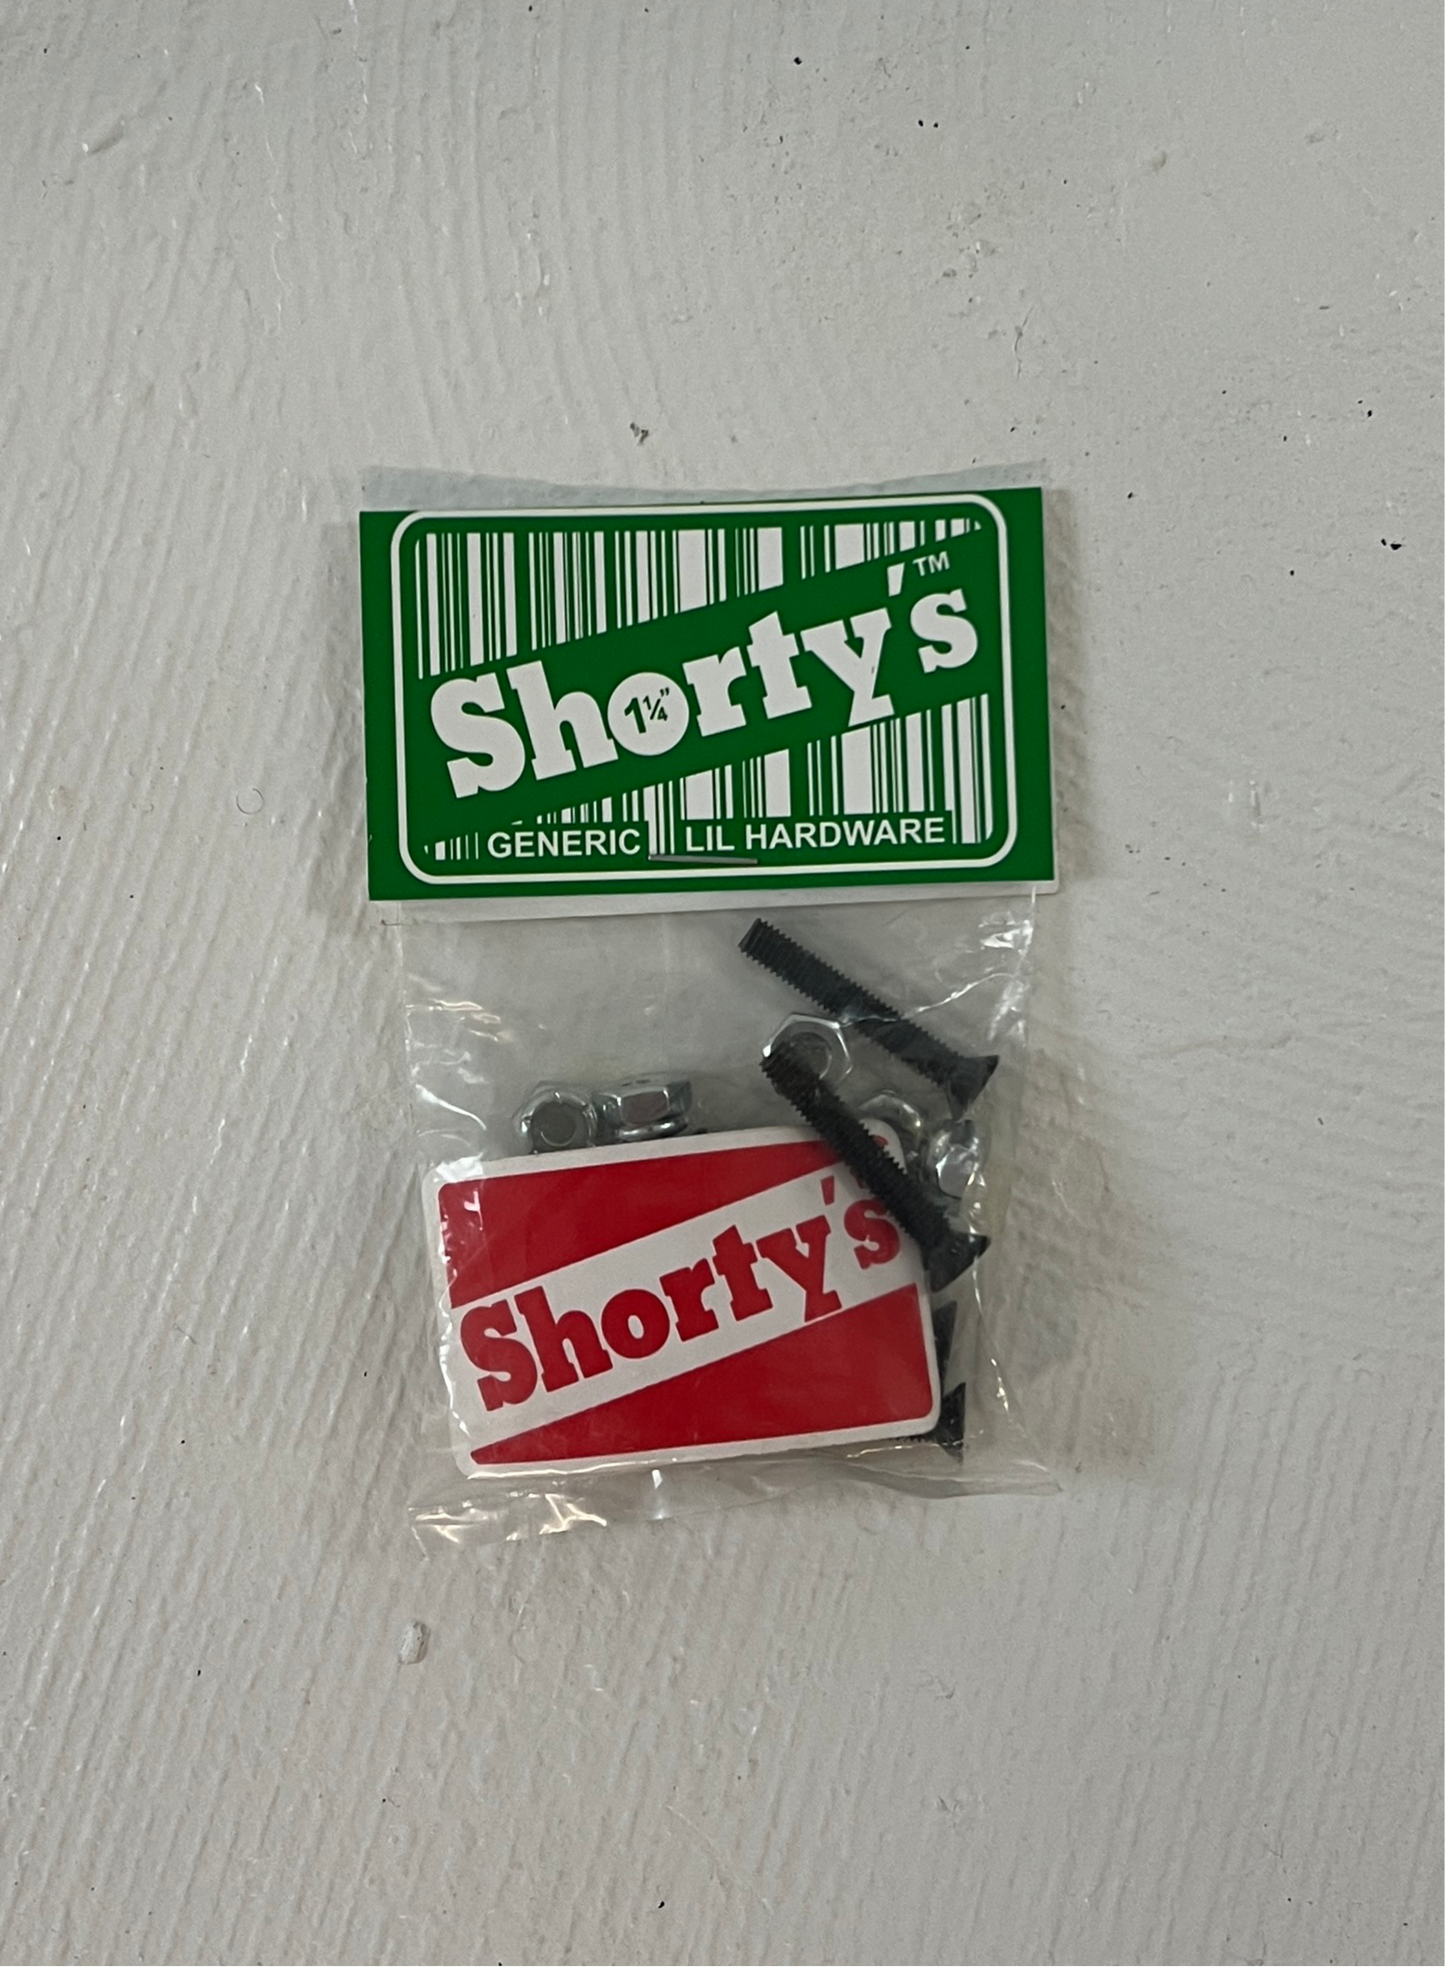 Shorty's™
1¼"
GENERIC LIL HARDWARE
Shorty's